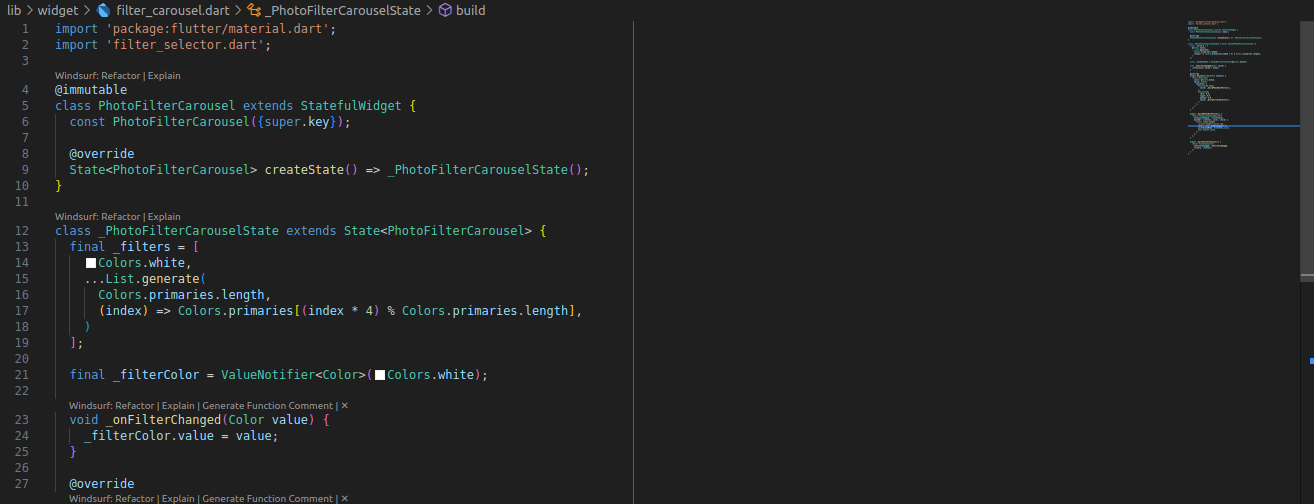 lib > widget > filter_carousel.dart > _PhotoFilterCarouselState > build
1 import 'package:flutter/material.dart';
2 import 'filter_selector.dart';
3
Windsurf: Refactor | Explain
4 @immutable
5 class PhotoFilterCarousel extends StatefulWidget {
6   const PhotoFilterCarousel({super.key});
7
8   @override
9   State<PhotoFilterCarousel> createState() => _PhotoFilterCarouselState();
10 }
11
Windsurf: Refactor | Explain
12 class _PhotoFilterCarouselState extends State<PhotoFilterCarousel> {
13   final _filters = [
14     Colors.white,
15     ...List.generate(
16       Colors.primaries.length,
17       (index) => Colors.primaries[(index * 4) % Colors.primaries.length],
18     )
19   ];
20
21   final _filterColor = ValueNotifier<Color>(Colors.white);
22
Windsurf: Refactor | Explain | Generate Function Comment | ✕
23   void _onFilterChanged(Color value) {
24     _filterColor.value = value;
25   }
26
27   @override
Windsurf: Refactor | Explain | Generate Function Comment | ✕